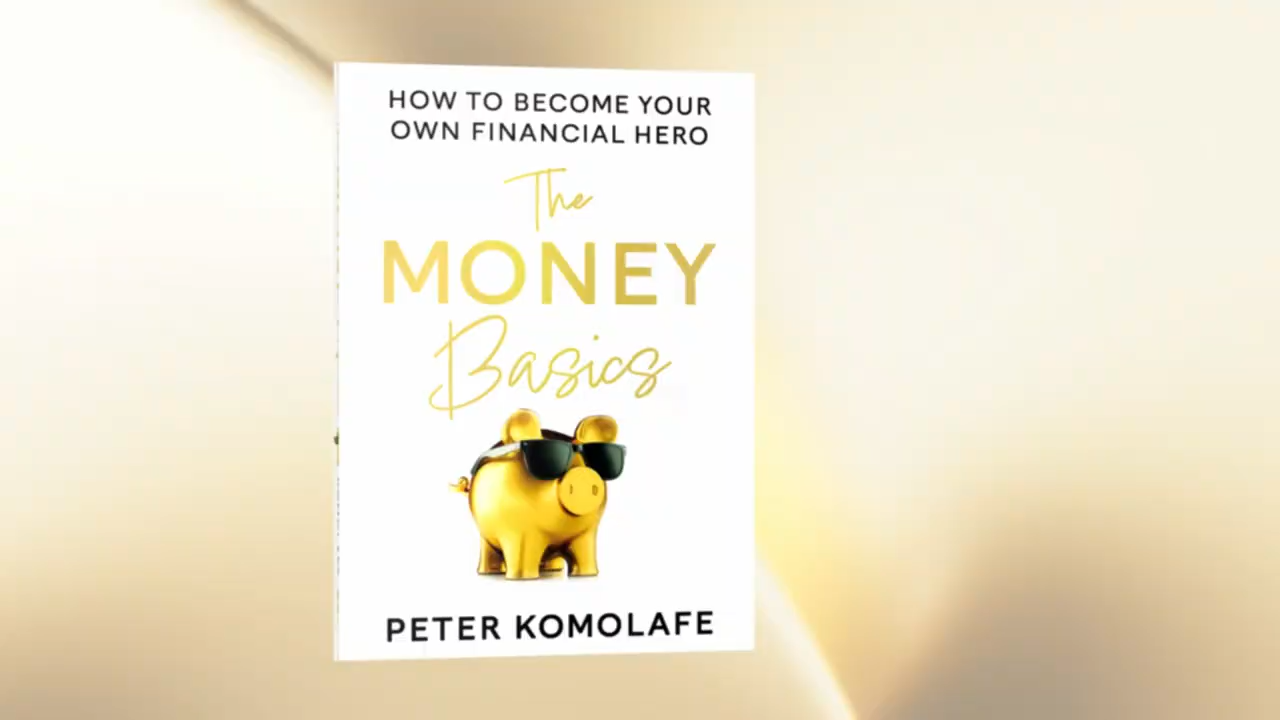 HOW TO BECOME YOUR
OWN FINANCIAL HERO
The
MONEY
Basics
PETER KOMOLAFE